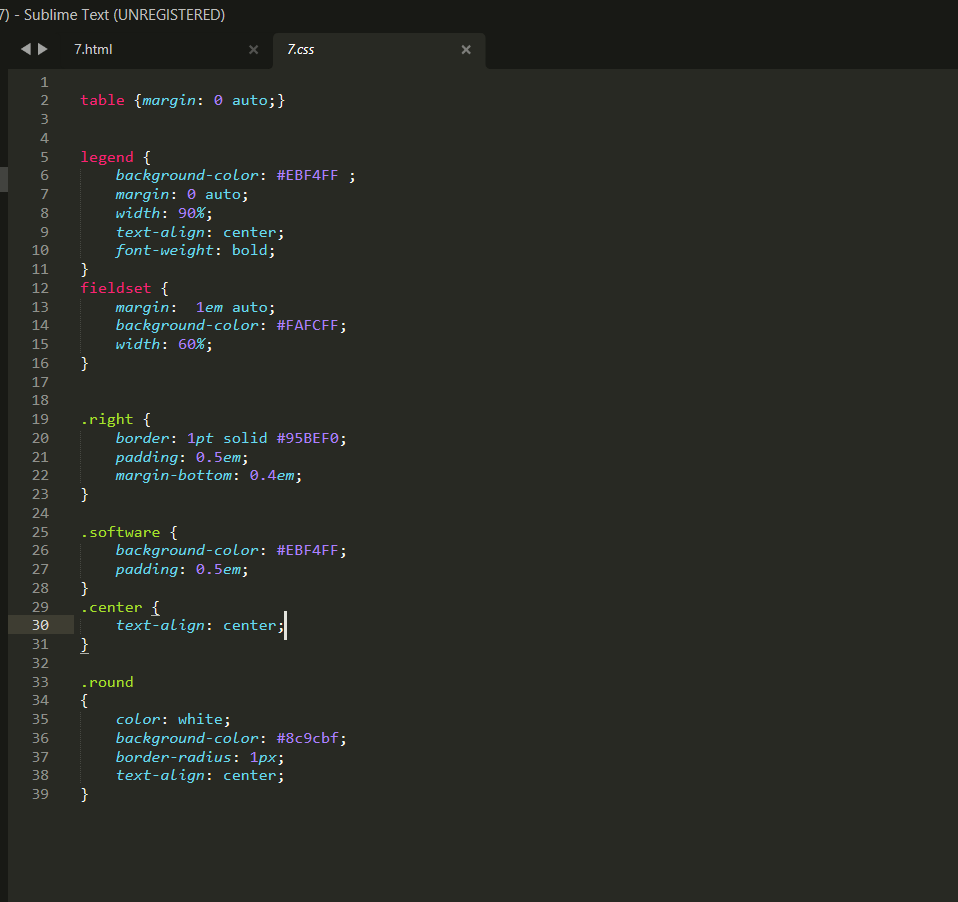 7) - Sublime Text (UNREGISTERED)
7.html × 7.css ×
1
2 table {margin: 0 auto;}
3
4
5 legend {
6 background-color: #EBF4FF ;
7 margin: 0 auto;
8 width: 90%;
9 text-align: center;
10 font-weight: bold;
11 }
12 fieldset {
13 margin:  1em auto;
14 background-color: #FAFCFF;
15 width: 60%;
16 }
17
18
19 .right {
20 border: 1pt solid #95BEF0;
21 padding: 0.5em;
22 margin-bottom: 0.4em;
23 }
24
25 .software {
26 background-color: #EBF4FF;
27 padding: 0.5em;
28 }
29 .center {
30 text-align: center;
31 }
32
33 .round
34 {
35 color: white;
36 background-color: #8c9cbf;
37 border-radius: 1px;
38 text-align: center;
39 }